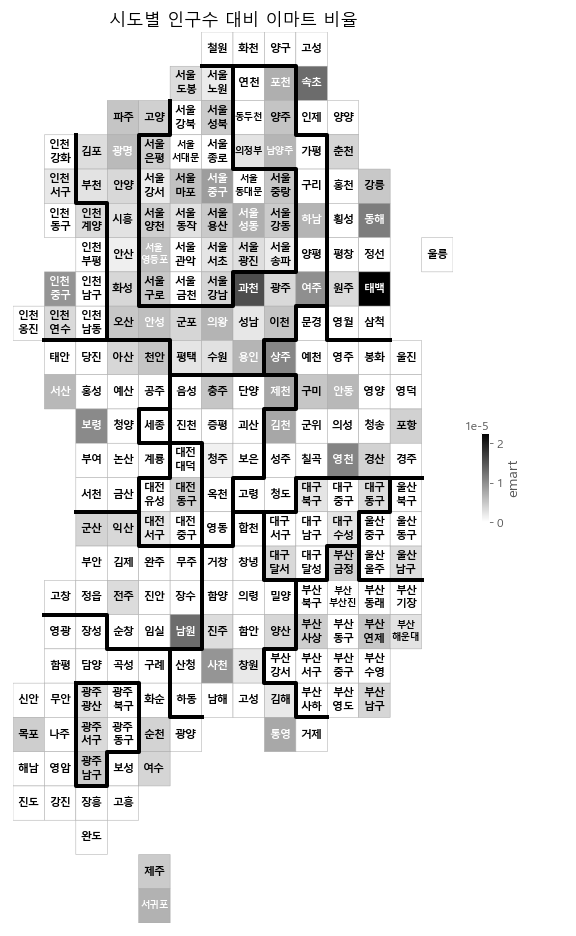 시도별 인구수 대비 이마트 비율
철원 화천 양구 고성
서울 도봉 서울 노원 연천 포천 속초
파주 고양 서울 강북 서울 성북 동두천 양주 인제 양양
인천 강화 김포 광명 서울 은평 서울 서대문 서울 종로 의정부 남양주 가평 춘천
인천 서구 부천 안양 서울 강서 서울 마포 서울 중구 서울 동대문 서울 중랑 구리 홍천 강릉
인천 동구 인천 계양 시흥 서울 양천 서울 동작 서울 용산 서울 성동 서울 강동 하남 횡성 동해
인천 부평 안산 서울 영등포 서울 관악 서울 서초 서울 광진 서울 송파 양평 평창 정선 울릉
인천 중구 인천 남구 화성 서울 구로 서울 금천 서울 강남 과천 광주 여주 원주 태백
인천 옹진 인천 연수 인천 남동 오산 안성 군포 의왕 성남 이천 문경 영월 삼척
태안 당진 아산 천안 평택 수원 용인 상주 예천 영주 봉화 울진
서산 홍성 예산 공주 음성 충주 단양 제천 구미 안동 영양 영덕
보령 청양 세종 진천 증평 괴산 김천 군위 의성 청송 포항
부여 논산 계룡 대전 대덕 청주 보은 성주 칠곡 영천 경산 경주
서천 금산 대전 유성 대전 동구 옥천 고령 청도 대구 북구 대구 중구 대구 동구 울산 북구
군산 익산 대전 서구 대전 중구 영동 합천 대구 서구 대구 남구 대구 수성 울산 중구 울산 동구
부안 김제 완주 무주 거창 창녕 대구 달서 대구 달성 부산 금정 울산 울주 울산 남구
고창 정읍 전주 진안 장수 함양 의령 밀양 부산 북구 부산 부산진 부산 동래 부산 기장
영광 장성 순창 임실 남원 진주 함안 양산 부산 사상 부산 동구 부산 연제 부산 해운대
함평 담양 곡성 구례 산청 사천 창원 부산 강서 부산 서구 부산 중구 부산 수영
신안 무안 광주 광산 광주 북구 화순 하동 남해 고성 김해 부산 사하 부산 영도 부산 남구
목포 나주 광주 서구 광주 동구 순천 광양 통영 거제
해남 영암 광주 남구 보성 여수
진도 강진 장흥 고흥
완도
제주
서귀포
1e-5
2
1
0
emart